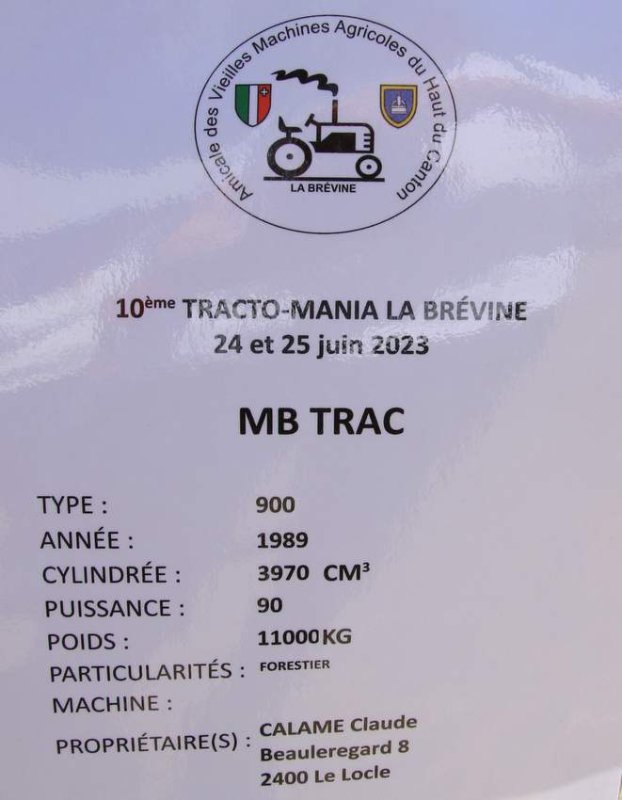 Amicale des Vieilles Machines Agricoles du Haut du Canton
LA BRÉVINE
10ème TRACTO-MANIA LA BRÉVINE
24 et 25 juin 2023
MB TRAC
TYPE : 900
ANNÉE : 1989
CYLINDRÉE : 3970 CM³
PUISSANCE : 90
POIDS : 11000KG
PARTICULARITÉS : FORESTIER
MACHINE :
PROPRIÉTAIRE(S) : CALAME Claude
Beauleregard 8
2400 Le Locle